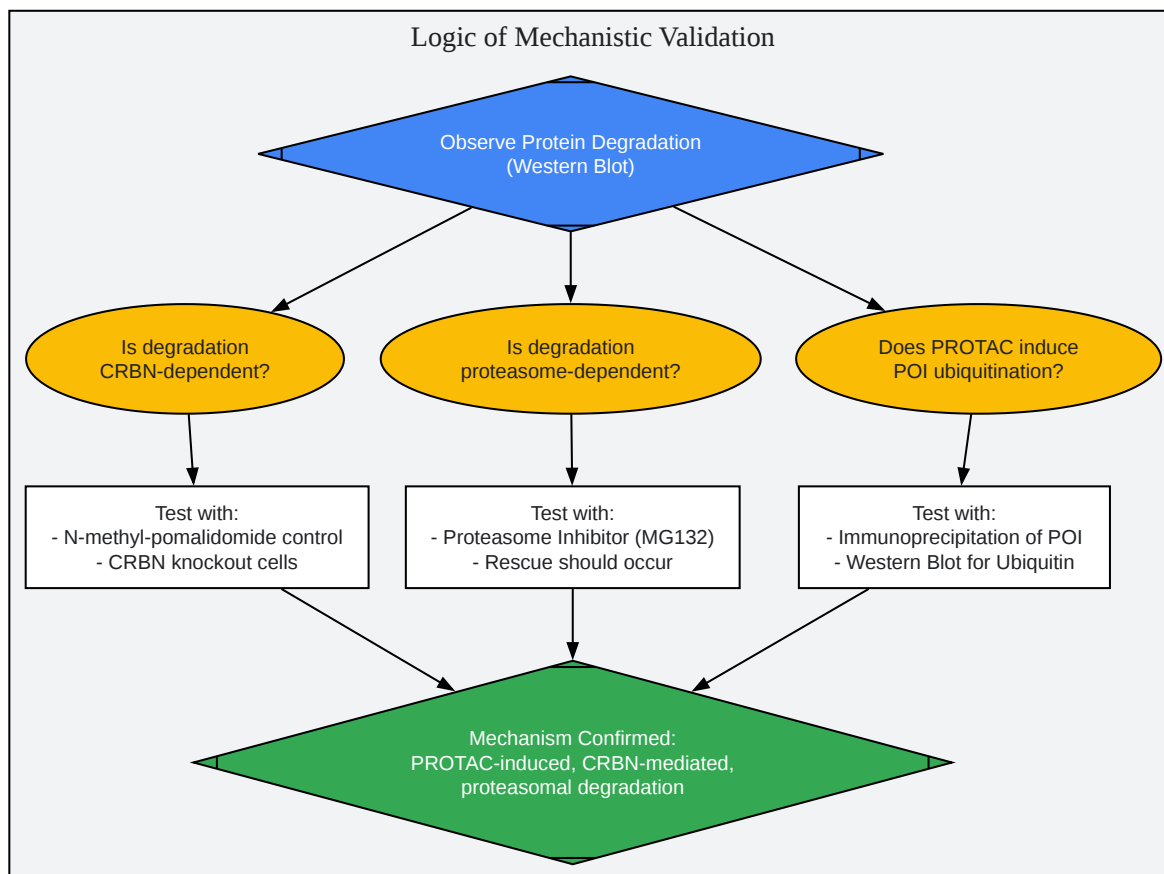 Logic of Mechanistic Validation
Observe Protein Degradation
(Western Blot)
Is degradation
CRBN-dependent?
Is degradation
proteasome-dependent?
Does PROTAC induce
POI ubiquitination?
Test with:
- N-methyl-pomalidomide control
- CRBN knockout cells
Test with:
- Proteasome Inhibitor (MG132)
- Rescue should occur
Test with:
- Immunoprecipitation of POI
- Western Blot for Ubiquitin
Mechanism Confirmed:
PROTAC-induced, CRBN-mediated,
proteasomal degradation